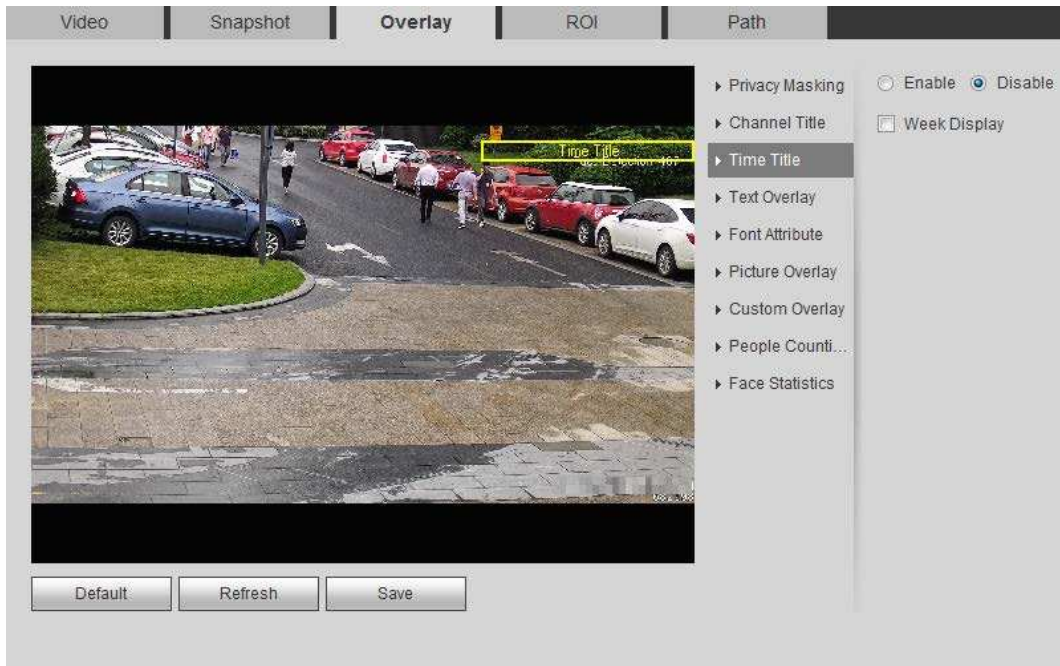 Video
Snapshot
Overlay
ROI
Path
Time Title
Privacy Masking
Channel Title
Time Title
Text Overlay
Font Attribute
Picture Overlay
Custom Overlay
People Counti...
Face Statistics
Enable
Disable
Week Display
Default
Refresh
Save